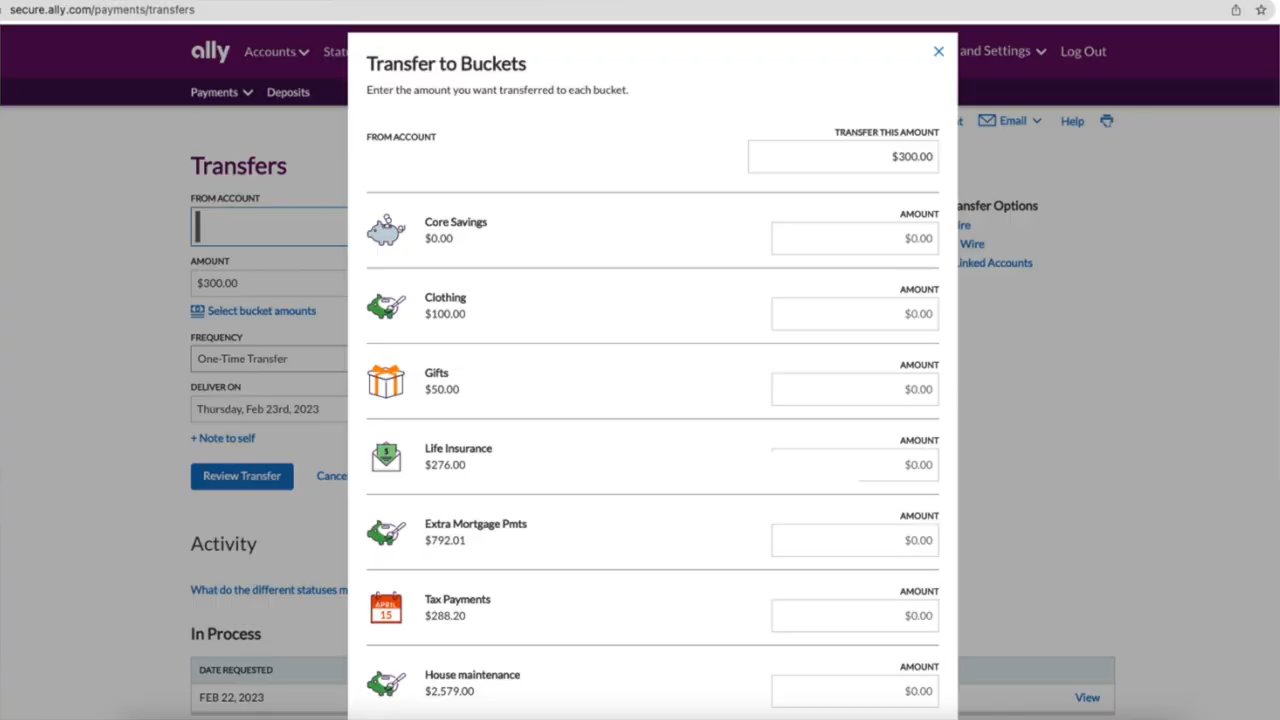 secure.ally.com/payments/transfers
ally
Accounts
and Settings
Log Out
Payments
Deposits
Email
Help
Transfers
FROM ACCOUNT
AMOUNT
$300.00
Select bucket amounts
FREQUENCY
One-Time Transfer
DELIVER ON
Thursday, Feb 23rd, 2023
+ Note to self
Review Transfer
Activity
What do the different statuses
In Process
DATE REQUESTED
FEB 22, 2023
View
Transfer to Buckets
Enter the amount you want transferred to each bucket.
FROM ACCOUNT
TRANSFER THIS AMOUNT
$300.00
Core Savings
$0.00
AMOUNT
$0.00
Clothing
$100.00
AMOUNT
$0.00
Gifts
$50.00
AMOUNT
$0.00
$
Life Insurance
$276.00
AMOUNT
$0.00
Extra Mortgage Pmts
$792.01
AMOUNT
$0.00
APRIL
15
Tax Payments
$288.20
AMOUNT
$0.00
House maintenance
$2,579.00
AMOUNT
$0.00
Options
Wire
Linked Accounts